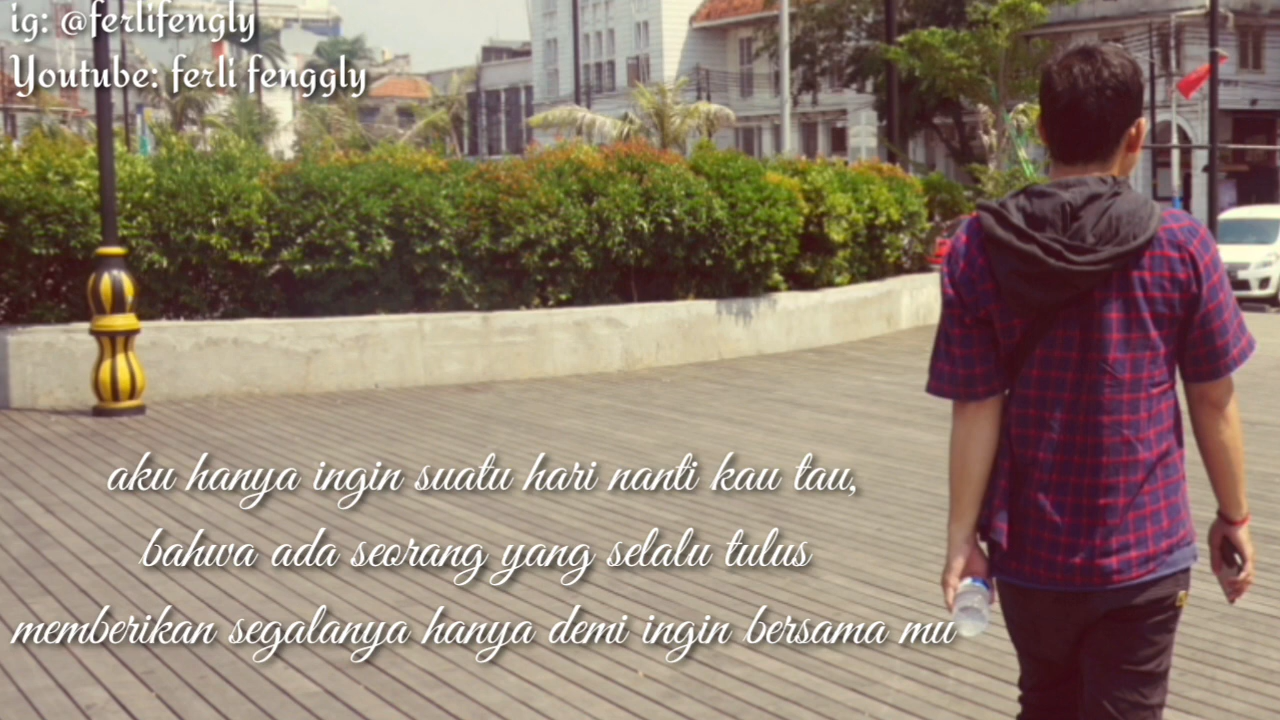 ig: @ferlifengly
Youtube: ferli fenggly
aku hanya ingin suatu hari nanti kau tau,
bahwa ada seorang yang selalu tulus
memberikan segalanya hanya demi ingin bersama mu